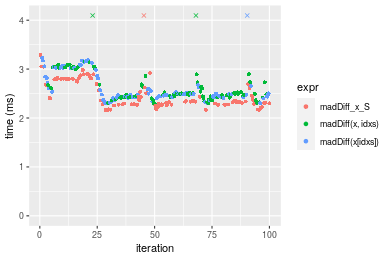 4
3
2
1
0
time (ms)
0 25 50 75 100
iteration
expr
madDiff_x_S
madDiff(x, idxs)
madDiff(x[idxs])